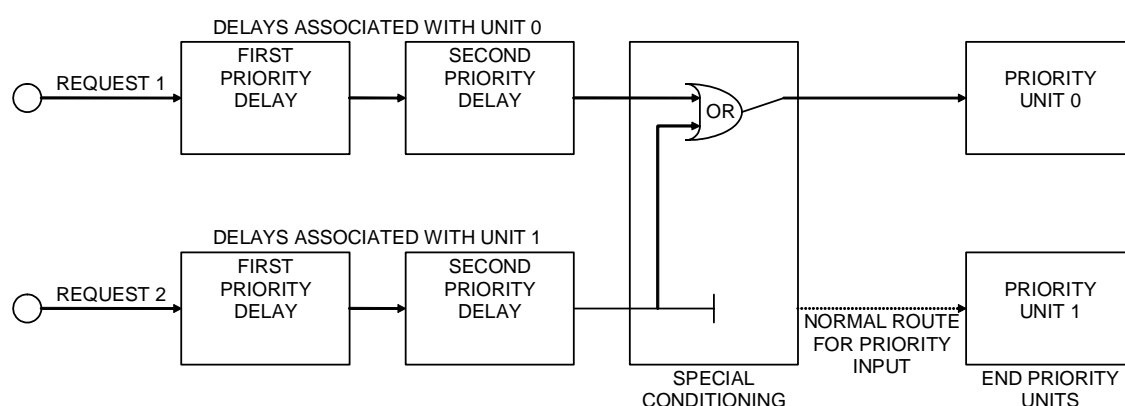 DELAYS ASSOCIATED WITH UNIT 0
REQUEST 1
FIRST
PRIORITY
DELAY
SECOND
PRIORITY
DELAY
OR
PRIORITY
UNIT 0
DELAYS ASSOCIATED WITH UNIT 1
REQUEST 2
FIRST
PRIORITY
DELAY
SECOND
PRIORITY
DELAY
PRIORITY
UNIT 1
NORMAL ROUTE
FOR PRIORITY
INPUT
SPECIAL
CONDITIONING
END PRIORITY
UNITS